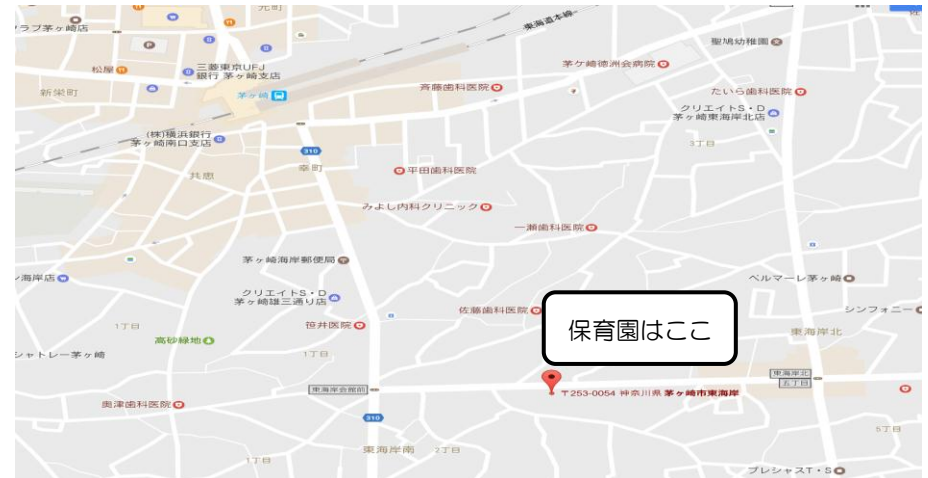 元町
ラブ茅ヶ崎店
東海道本線
聖鳩幼稚園
松屋
三菱東京UFJ
銀行 茅ヶ崎支店
茅ケ崎徳洲会病院
新栄町
茅ヶ崎
斉藤歯科医院
たいら歯科医院
クリエイトS・D
茅ヶ崎東海岸北店
(株)横浜銀行
茅ヶ崎南口支店
310
3丁目
共恵
幸町
平田歯科医院
みよし内科クリニック
一瀬歯科医院
茅ヶ崎海岸郵便局
海岸店
ベルマーレ茅ヶ崎
クリエイトS・D
茅ヶ崎雄三通り店
佐藤歯科医院
シンフォニー
1丁目
笹井医院
保育園はここ
東海岸北
高砂緑地
シャトレー茅ヶ崎
1丁目
東海岸北
五丁目
東海岸会館前
〒253-0054 神奈川県 茅ヶ崎市東海岸
奥津歯科医院
310
5丁目
東海岸南
2丁目
1丁目
プレシャスT・S